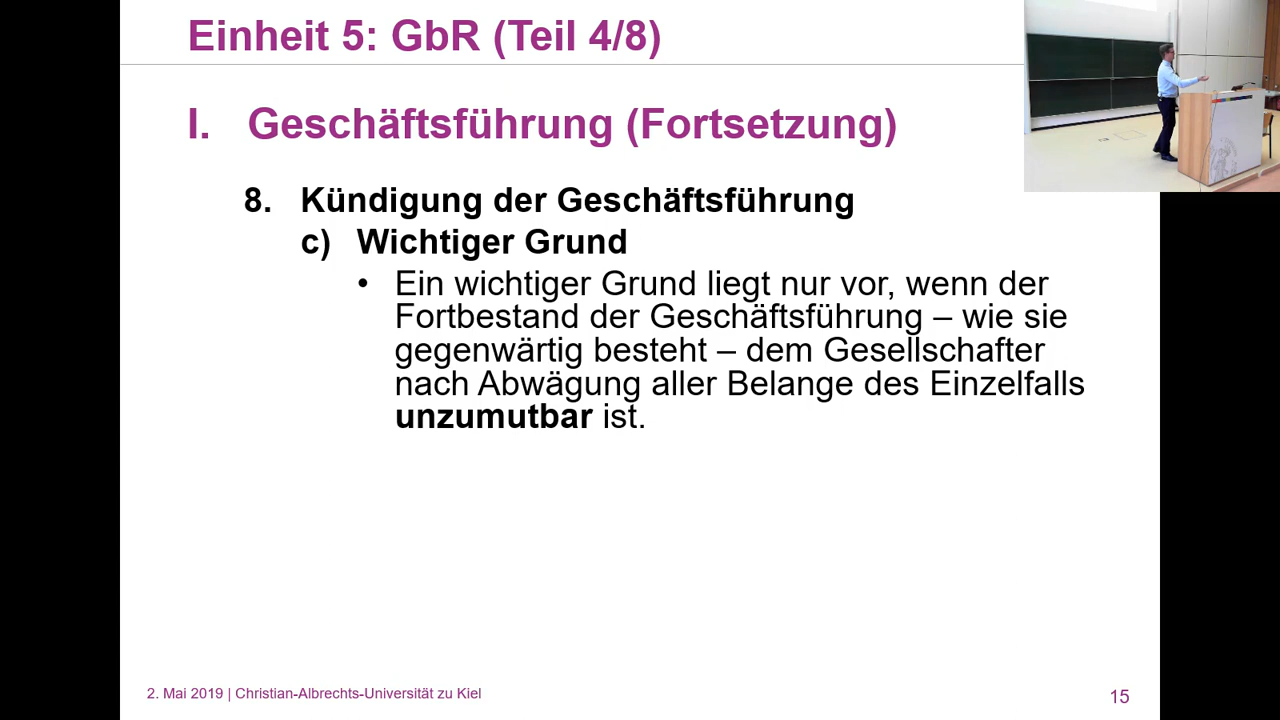 Einheit 5: GbR (Teil 4/8)
I. Geschäftsführung (Fortsetzung)
8. Kündigung der Geschäftsführung
c) Wichtiger Grund
• Ein wichtiger Grund liegt nur vor, wenn der
Fortbestand der Geschäftsführung – wie sie
gegenwärtig besteht – dem Gesellschafter
nach Abwägung aller Belange des Einzelfalls
unzumutbar ist.
2. Mai 2019 | Christian-Albrechts-Universität zu Kiel
15